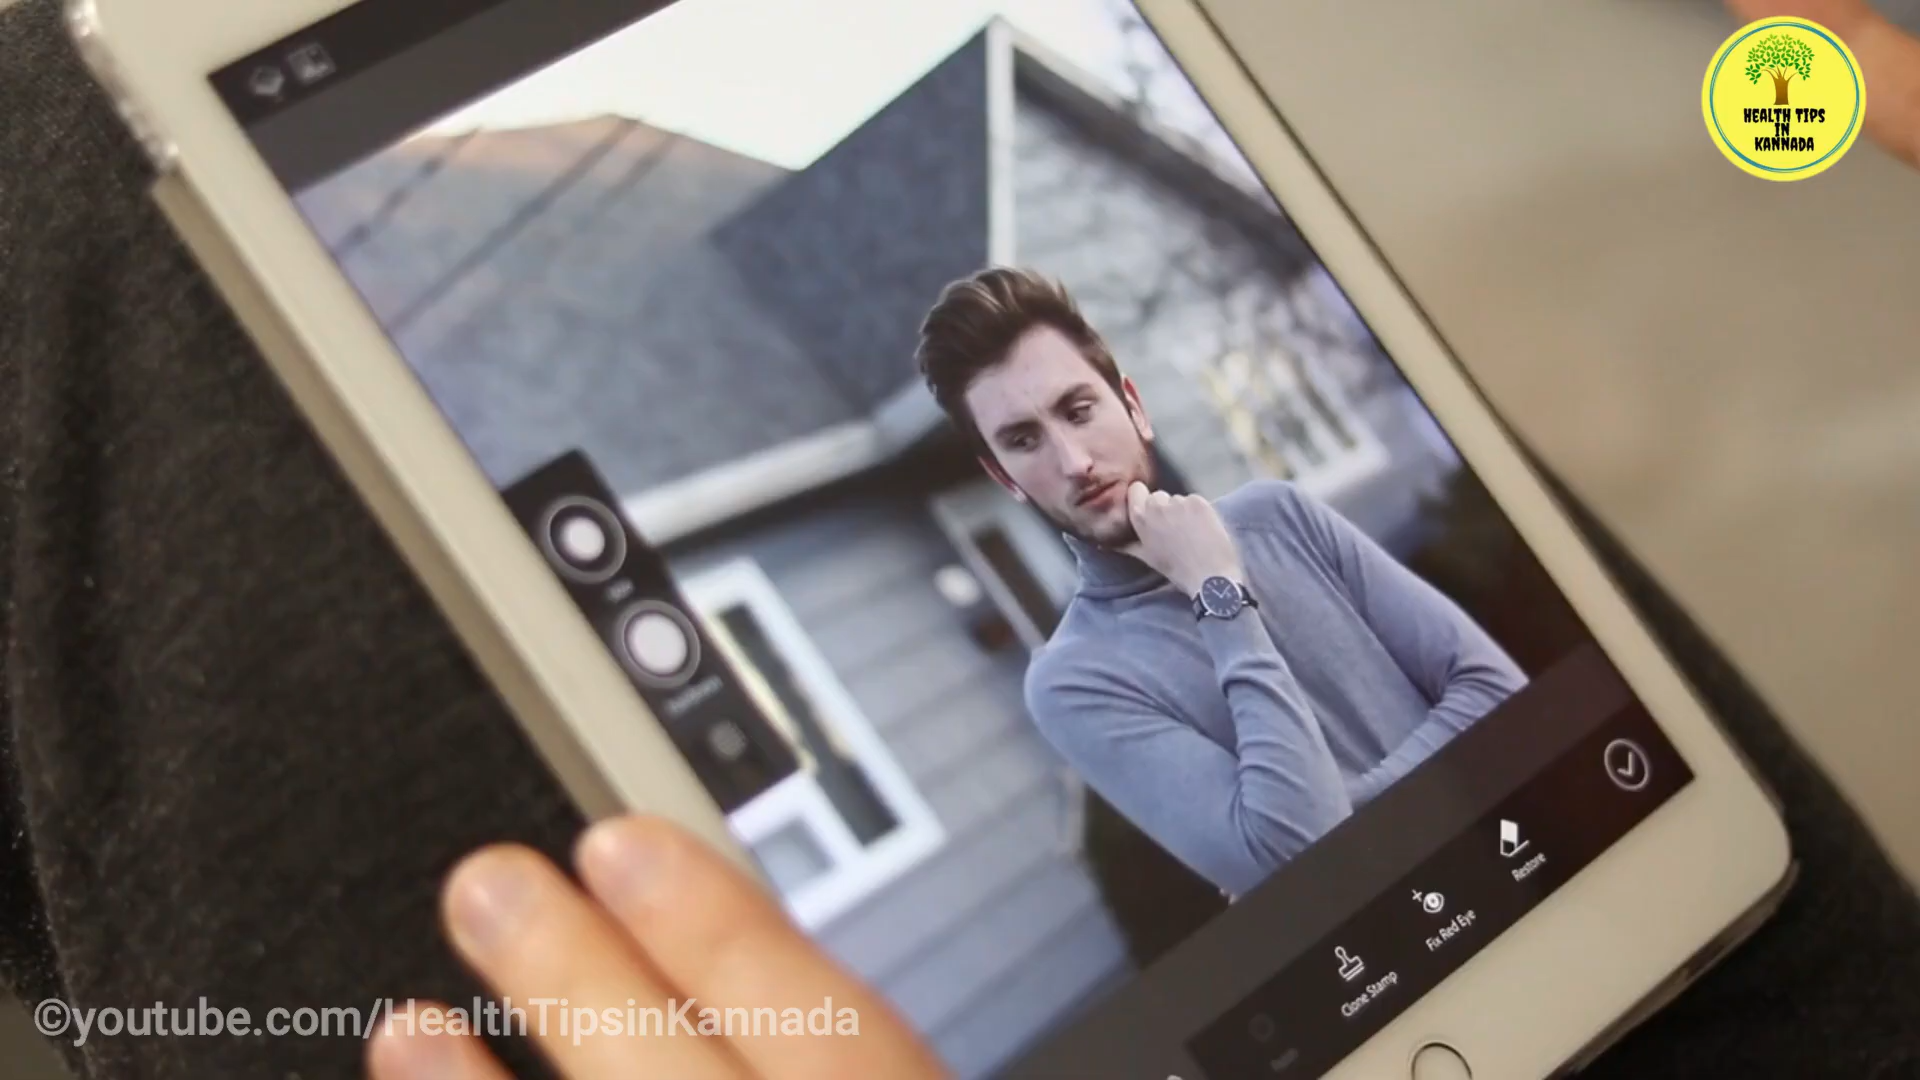 HEALTH TIPS
IN
KANNADA
Restore
Fix Red Eye
Clone Stamp
©youtube.com/HealthTipsinKannada